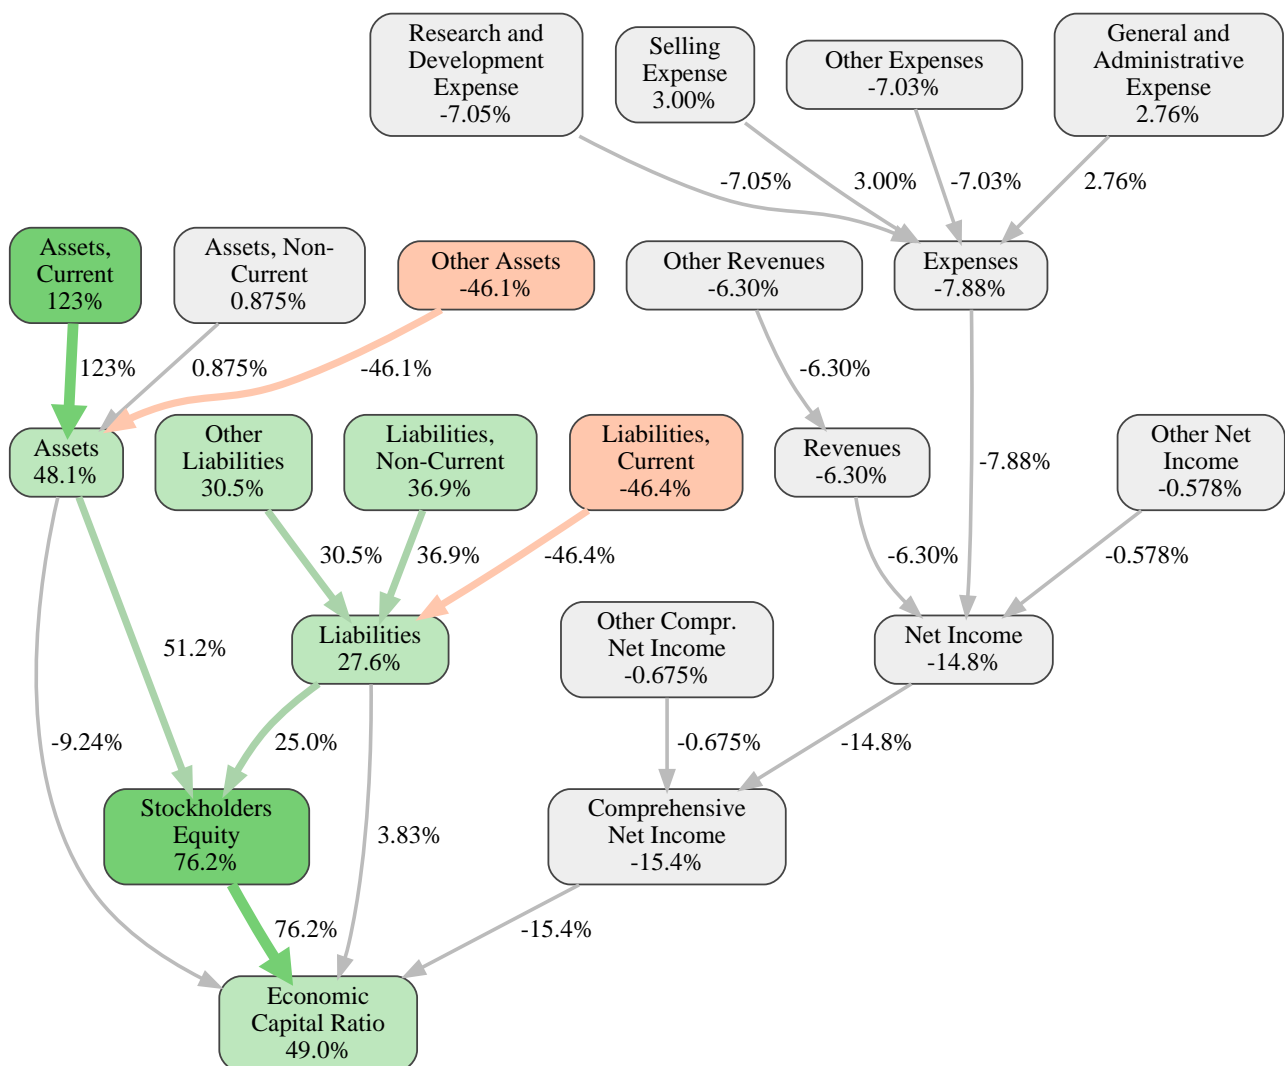 Research and
Development
Expense
-7.05%
Selling
Expense
3.00%
Other Expenses
-7.03%
General and
Administrative
Expense
2.76%
-7.05%
3.00%
-7.03%
2.76%
Assets,
Current
123%
Assets, Non-
Current
0.875%
Other Assets
-46.1%
Other Revenues
-6.30%
Expenses
-7.88%
123%
0.875%
-46.1%
-6.30%
Assets
48.1%
Other
Liabilities
30.5%
Liabilities,
Non-Current
36.9%
Liabilities,
Current
-46.4%
Revenues
-6.30%
-7.88%
Other Net
Income
-0.578%
30.5%
36.9%
-46.4%
-6.30%
-0.578%
51.2%
Liabilities
27.6%
Other Compr.
Net Income
-0.675%
Net Income
-14.8%
-9.24%
25.0%
-0.675%
-14.8%
Stockholders
Equity
76.2%
3.83%
Comprehensive
Net Income
-15.4%
76.2%
-15.4%
Economic
Capital Ratio
49.0%